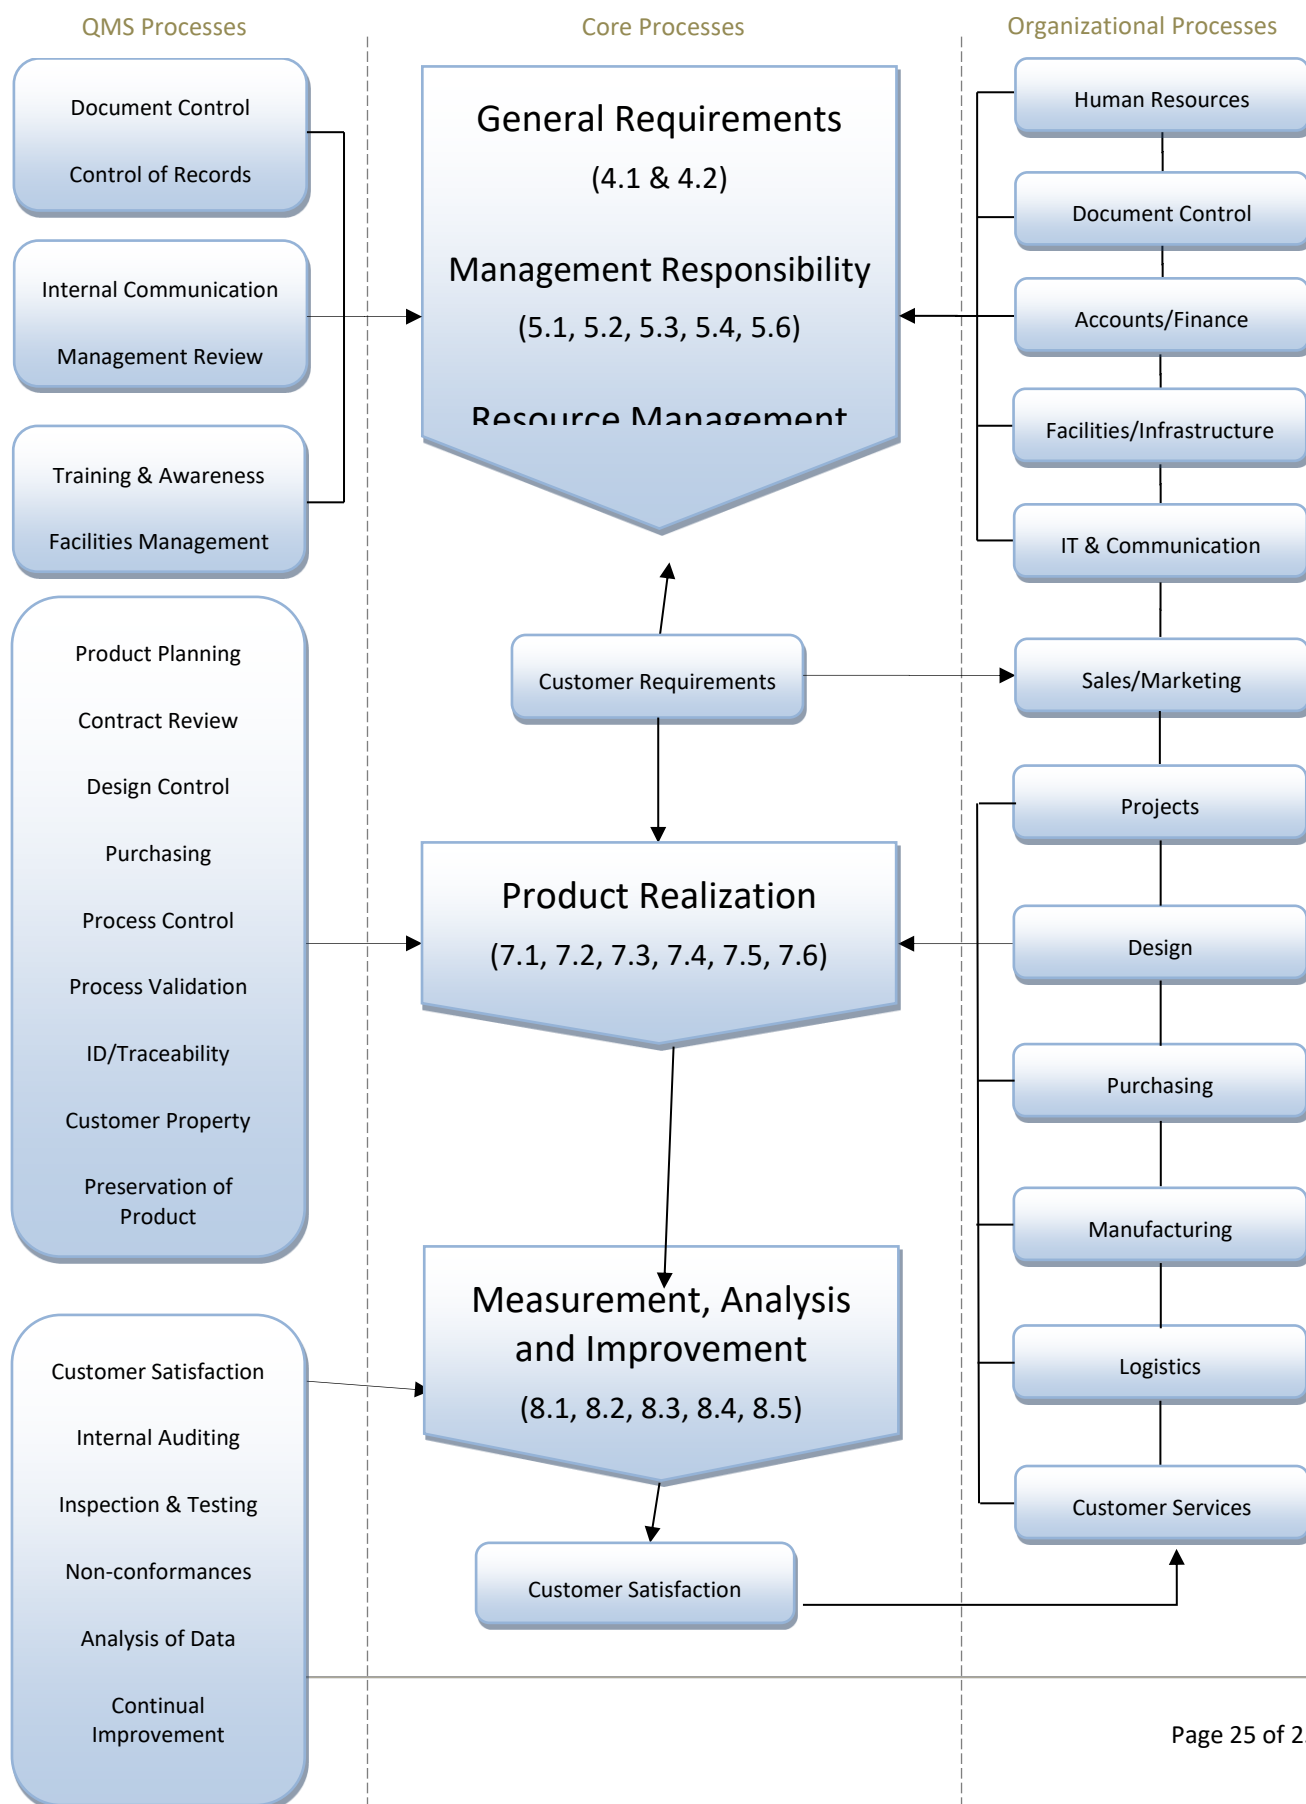 QMS Processes
Core Processes
Organizational Processes
Document Control
Control of Records
Internal Communication
Management Review
Training & Awareness
Facilities Management
Product Planning
Contract Review
Design Control
Purchasing
Process Control
Process Validation
ID/Traceability
Customer Property
Preservation of
Product
Customer Satisfaction
Internal Auditing
Inspection & Testing
Non-conformances
Analysis of Data
Continual
Improvement
General Requirements
(4.1 & 4.2)
Management Responsibility
(5.1, 5.2, 5.3, 5.4, 5.6)
Resource Management
Customer Requirements
Product Realization
(7.1, 7.2, 7.3, 7.4, 7.5, 7.6)
Measurement, Analysis
and Improvement
(8.1, 8.2, 8.3, 8.4, 8.5)
Customer Satisfaction
Human Resources
Document Control
Accounts/Finance
Facilities/Infrastructure
IT & Communication
Sales/Marketing
Projects
Design
Purchasing
Manufacturing
Logistics
Customer Services
Page 25 of